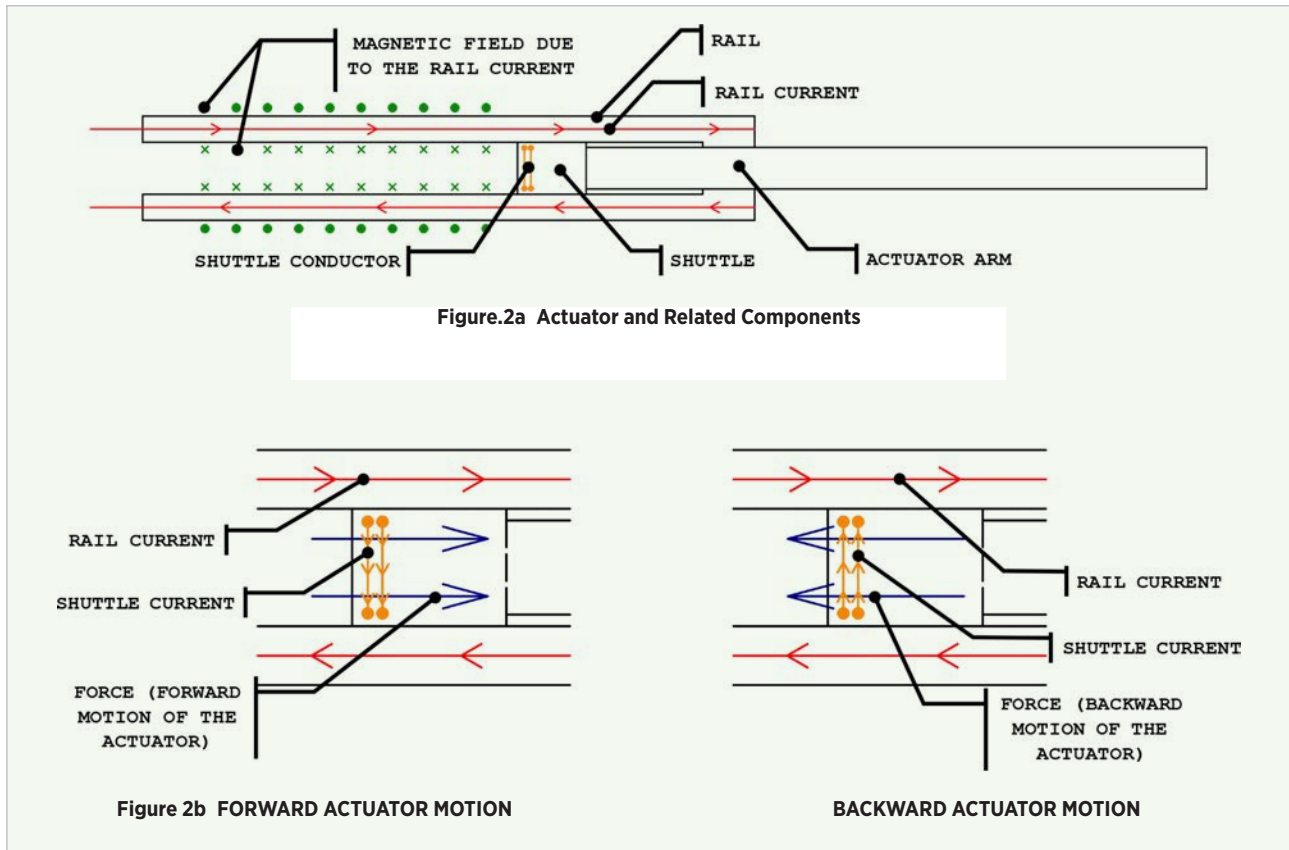 MAGNETIC FIELD DUE
TO THE RAIL CURRENT
RAIL
RAIL CURRENT
SHUTTLE CONDUCTOR
SHUTTLE
ACTUATOR ARM
Figure.2a Actuator and Related Components
RAIL CURRENT
SHUTTLE CURRENT
FORCE (FORWARD
MOTION OF THE
ACTUATOR)
RAIL CURRENT
SHUTTLE CURRENT
FORCE (BACKWARD
MOTION OF THE
ACTUATOR)
Figure 2b FORWARD ACTUATOR MOTION
BACKWARD ACTUATOR MOTION